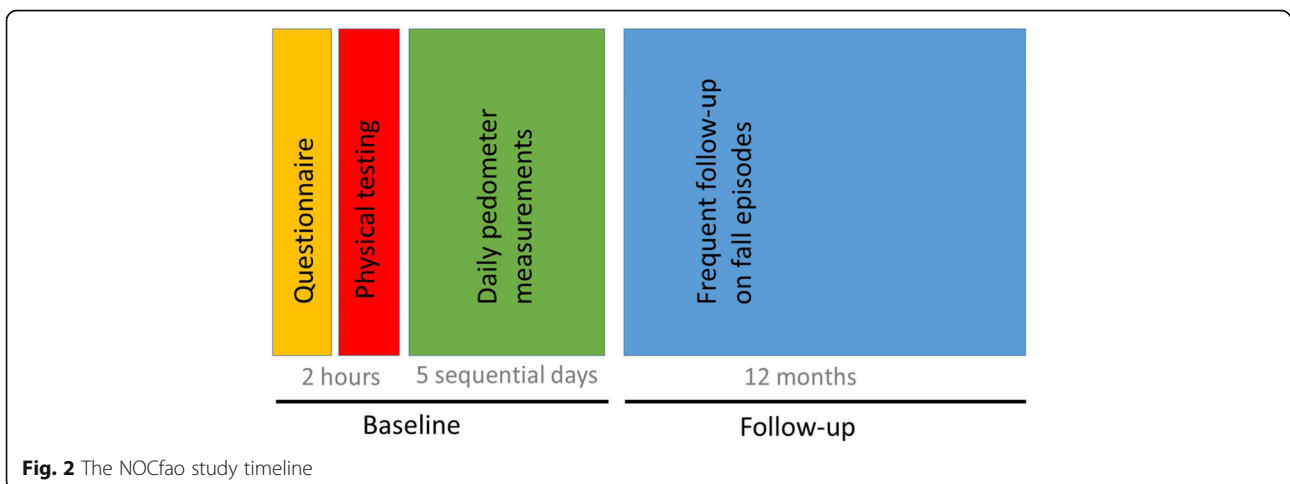 Questionnaire
Physical testing
Daily pedometer
measurements
Frequent follow-up
on fall episodes
2 hours
5 sequential days
12 months
Baseline
Follow-up
Fig. 2 The NOCfao study timeline